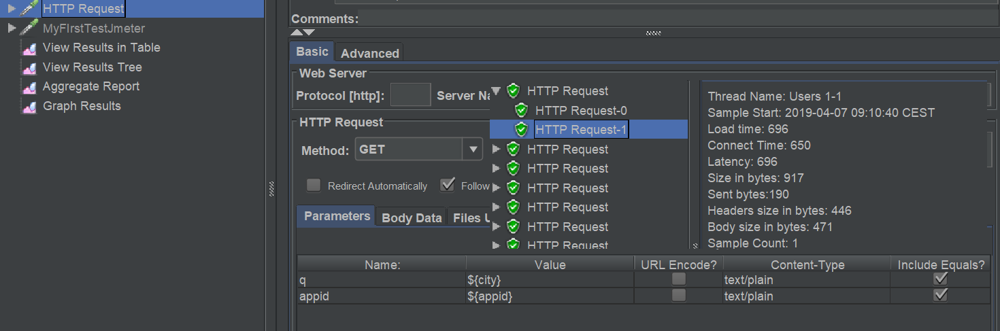 HTTP Request
MyFIrstTestJmeter
View Results in Table
View Results Tree
Aggregate Report
Graph Results
Comments:
Basic Advanced
Web Server
Protocol [http]: Server Na
HTTP Request
Method: GET
Redirect Automatically Follow
Parameters Body Data Files U
HTTP Request
HTTP Request-0
HTTP Request-1
HTTP Request
HTTP Request
HTTP Request
HTTP Request
HTTP Request
HTTP Request
Thread Name: Users 1-1
Sample Start: 2019-04-07 09:10:40 CEST
Load time: 696
Connect Time: 650
Latency: 696
Size in bytes: 917
Sent bytes:190
Headers size in bytes: 446
Body size in bytes: 471
Sample Count: 1
Name: Value URL Encode? Content-Type Include Equals?
q ${city} text/plain
appid ${appid} text/plain